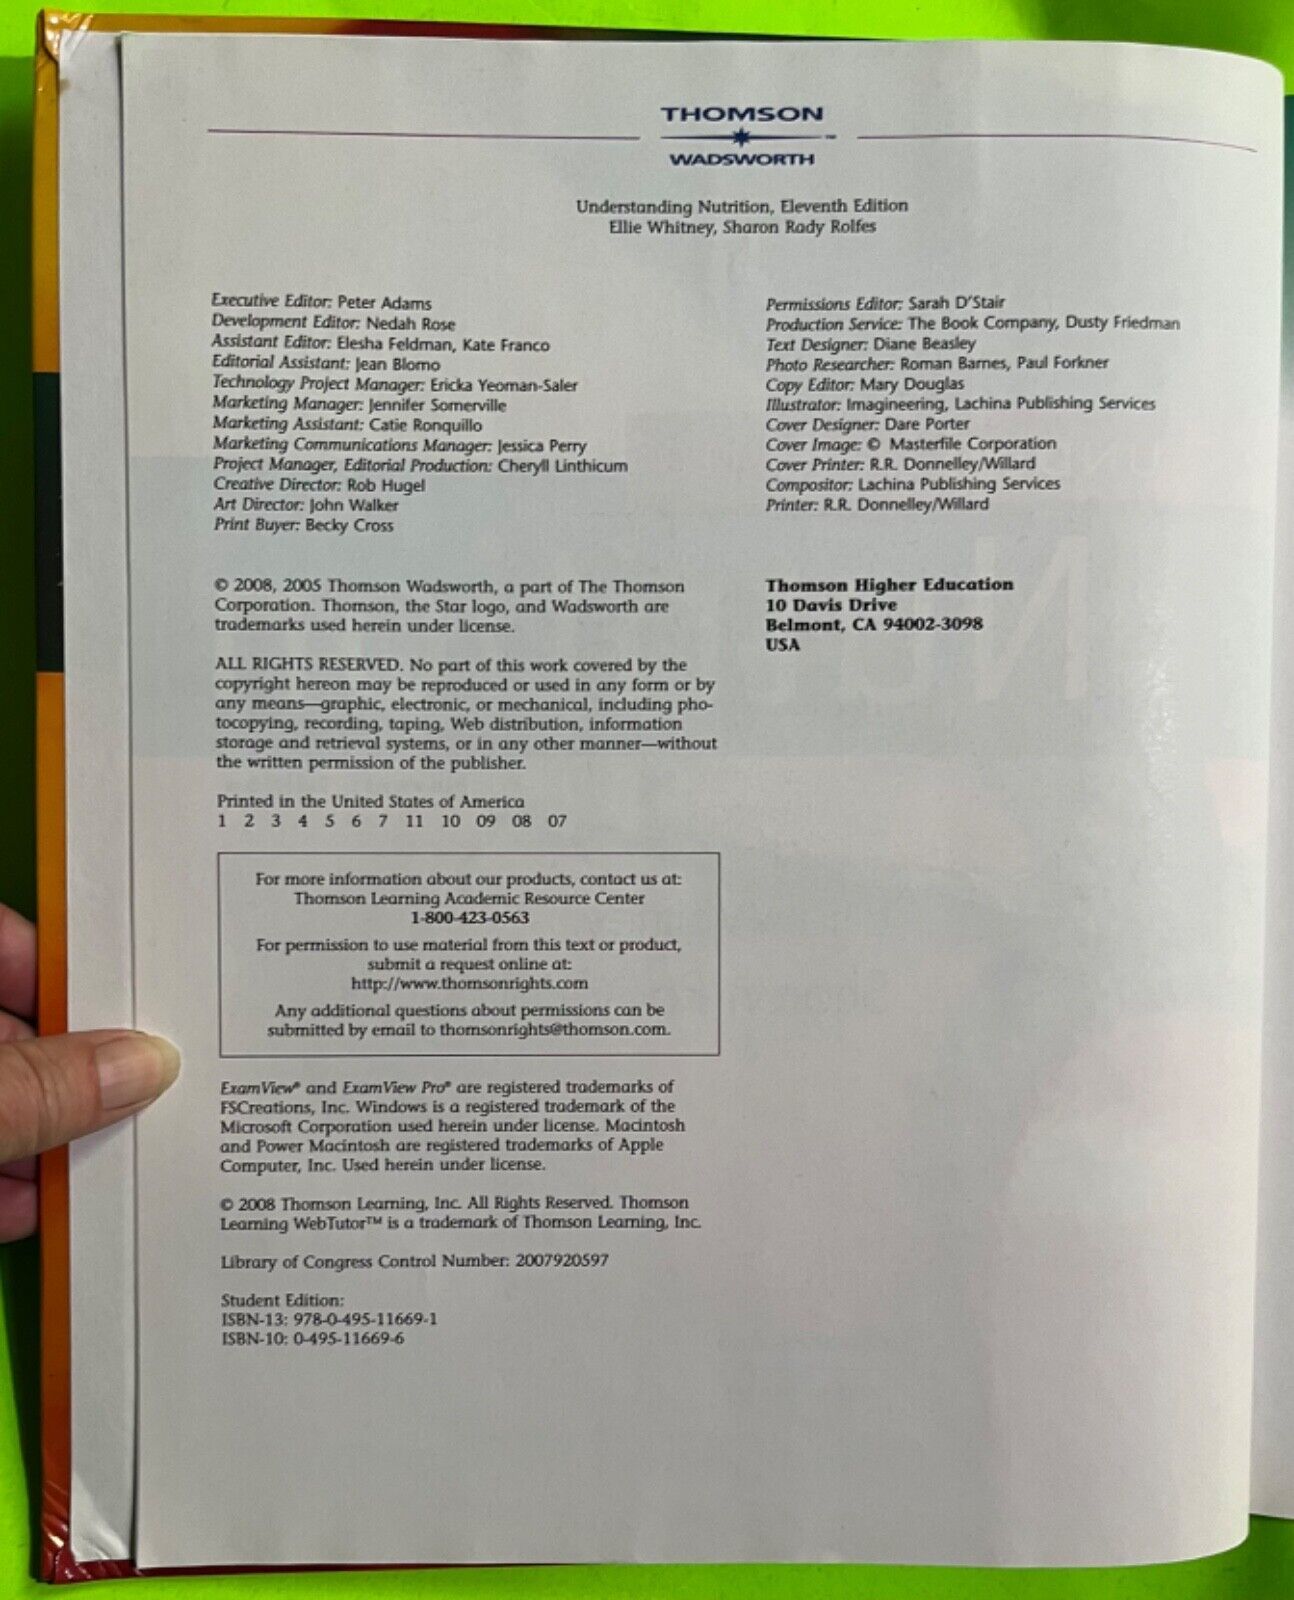 THOMSON
™
WADSWORTH
Understanding Nutrition, Eleventh Edition
Ellie Whitney, Sharon Rady Rolfes
Executive Editor: Peter Adams
Development Editor: Nedah Rose
Assistant Editor: Elesha Feldman, Kate Franco
Editorial Assistant: Jean Blomo
Technology Project Manager: Ericka Yeoman-Saler
Marketing Manager: Jennifer Somerville
Marketing Assistant: Catie Ronquillo
Marketing Communications Manager: Jessica Perry
Project Manager, Editorial Production: Cheryll Linthicum
Creative Director: Rob Hugel
Art Director: John Walker
Print Buyer: Becky Cross
Permissions Editor: Sarah D'Stair
Production Service: The Book Company, Dusty Friedman
Text Designer: Diane Beasley
Photo Researcher: Roman Barnes, Paul Forkner
Copy Editor: Mary Douglas
Illustrator: Imagineering, Lachina Publishing Services
Cover Designer: Dare Porter
Cover Image: © Masterfile Corporation
Cover Printer: R.R. Donnelley/Willard
Compositor: Lachina Publishing Services
Printer: R.R. Donnelley/Willard
© 2008, 2005 Thomson Wadsworth, a part of The Thomson
Corporation. Thomson, the Star logo, and Wadsworth are
trademarks used herein under license.
ALL RIGHTS RESERVED. No part of this work covered by the
copyright hereon may be reproduced or used in any form or by
any means—graphic, electronic, or mechanical, including pho-
tocopying, recording, taping, Web distribution, information
storage and retrieval systems, or in any other manner—without
the written permission of the publisher.
Printed in the United States of America
1 2 3 4 5 6 7 11 10 09 08 07
For more information about our products, contact us at:
Thomson Learning Academic Resource Center
1-800-423-0563
For permission to use material from this text or product,
submit a request online at:
http://www.thomsonrights.com
Any additional questions about permissions can be
submitted by email to thomsonrights@thomson.com.
ExamView® and ExamView Pro® are registered trademarks of
FSCreations, Inc. Windows is a registered trademark of the
Microsoft Corporation used herein under license. Macintosh
and Power Macintosh are registered trademarks of Apple
Computer, Inc. Used herein under license.
© 2008 Thomson Learning, Inc. All Rights Reserved. Thomson
Learning WebTutor™ is a trademark of Thomson Learning, Inc.
Library of Congress Control Number: 2007920597
Student Edition:
ISBN-13: 978-0-495-11669-1
ISBN-10: 0-495-11669-6
Thomson Higher Education
10 Davis Drive
Belmont, CA 94002-3098
USA